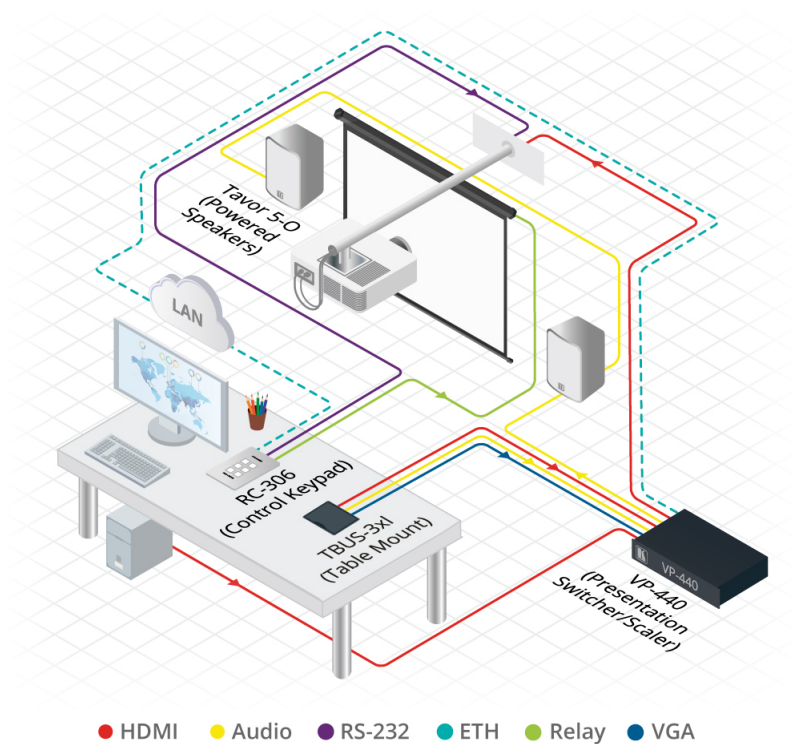 Tavor 5-O
(Powered
Speakers)
LAN
RC-306
(Control Keypad)
TBUS-3xl
(Table Mount)
VP-440
VP-440
(Presentation
Switcher/Scaler)
HDMI
Audio
RS-232
ETH
Relay
VGA